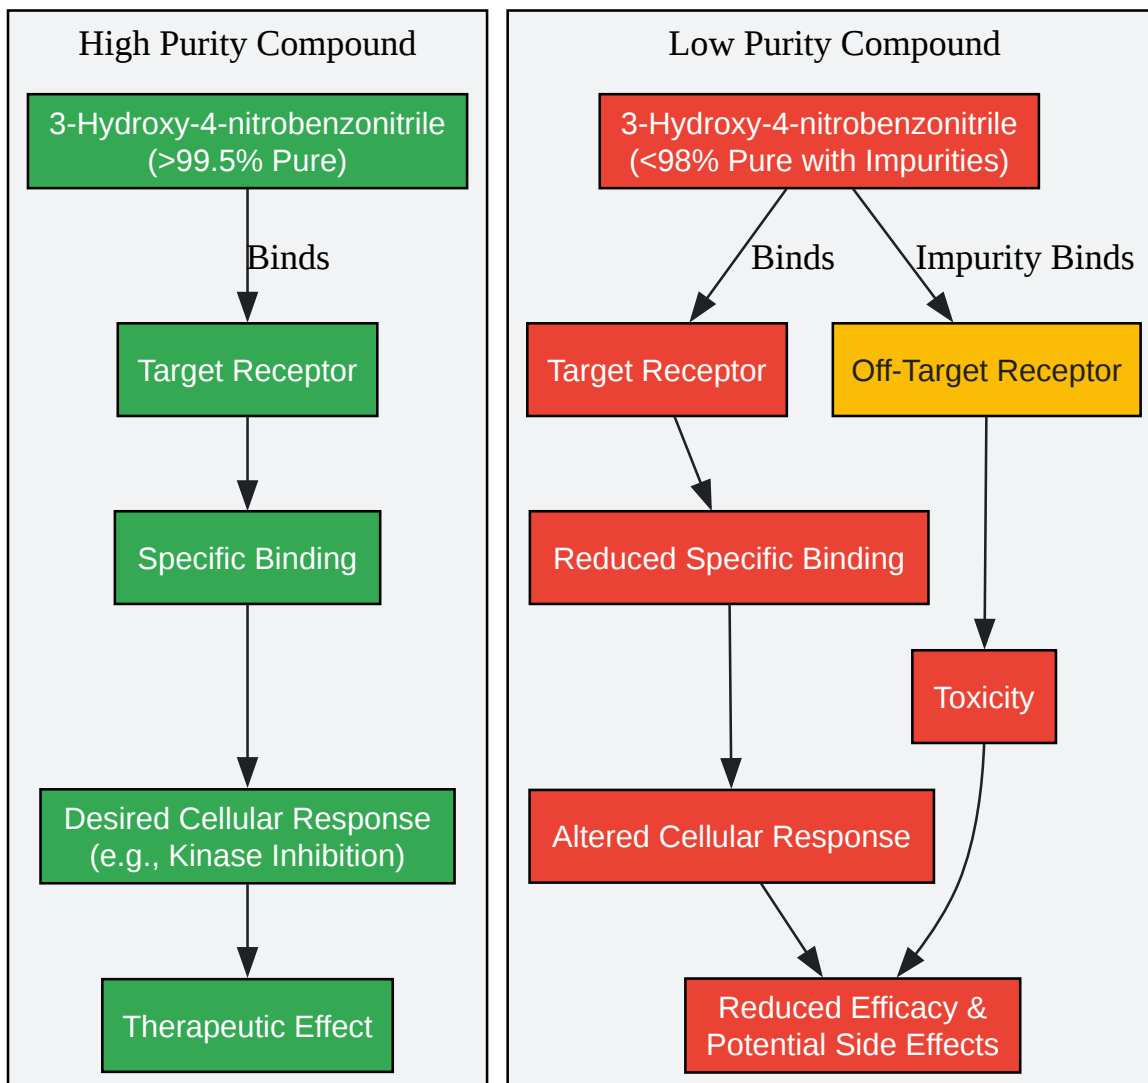 High Purity Compound
3-Hydroxy-4-nitrobenzonitrile
(>99.5% Pure)
Binds
Target Receptor
Specific Binding
Desired Cellular Response
(e.g., Kinase Inhibition)
Therapeutic Effect
Low Purity Compound
3-Hydroxy-4-nitrobenzonitrile
(<98% Pure with Impurities)
Binds
Impurity Binds
Target Receptor
Off-Target Receptor
Reduced Specific Binding
Toxicity
Altered Cellular Response
Reduced Efficacy &
Potential Side Effects